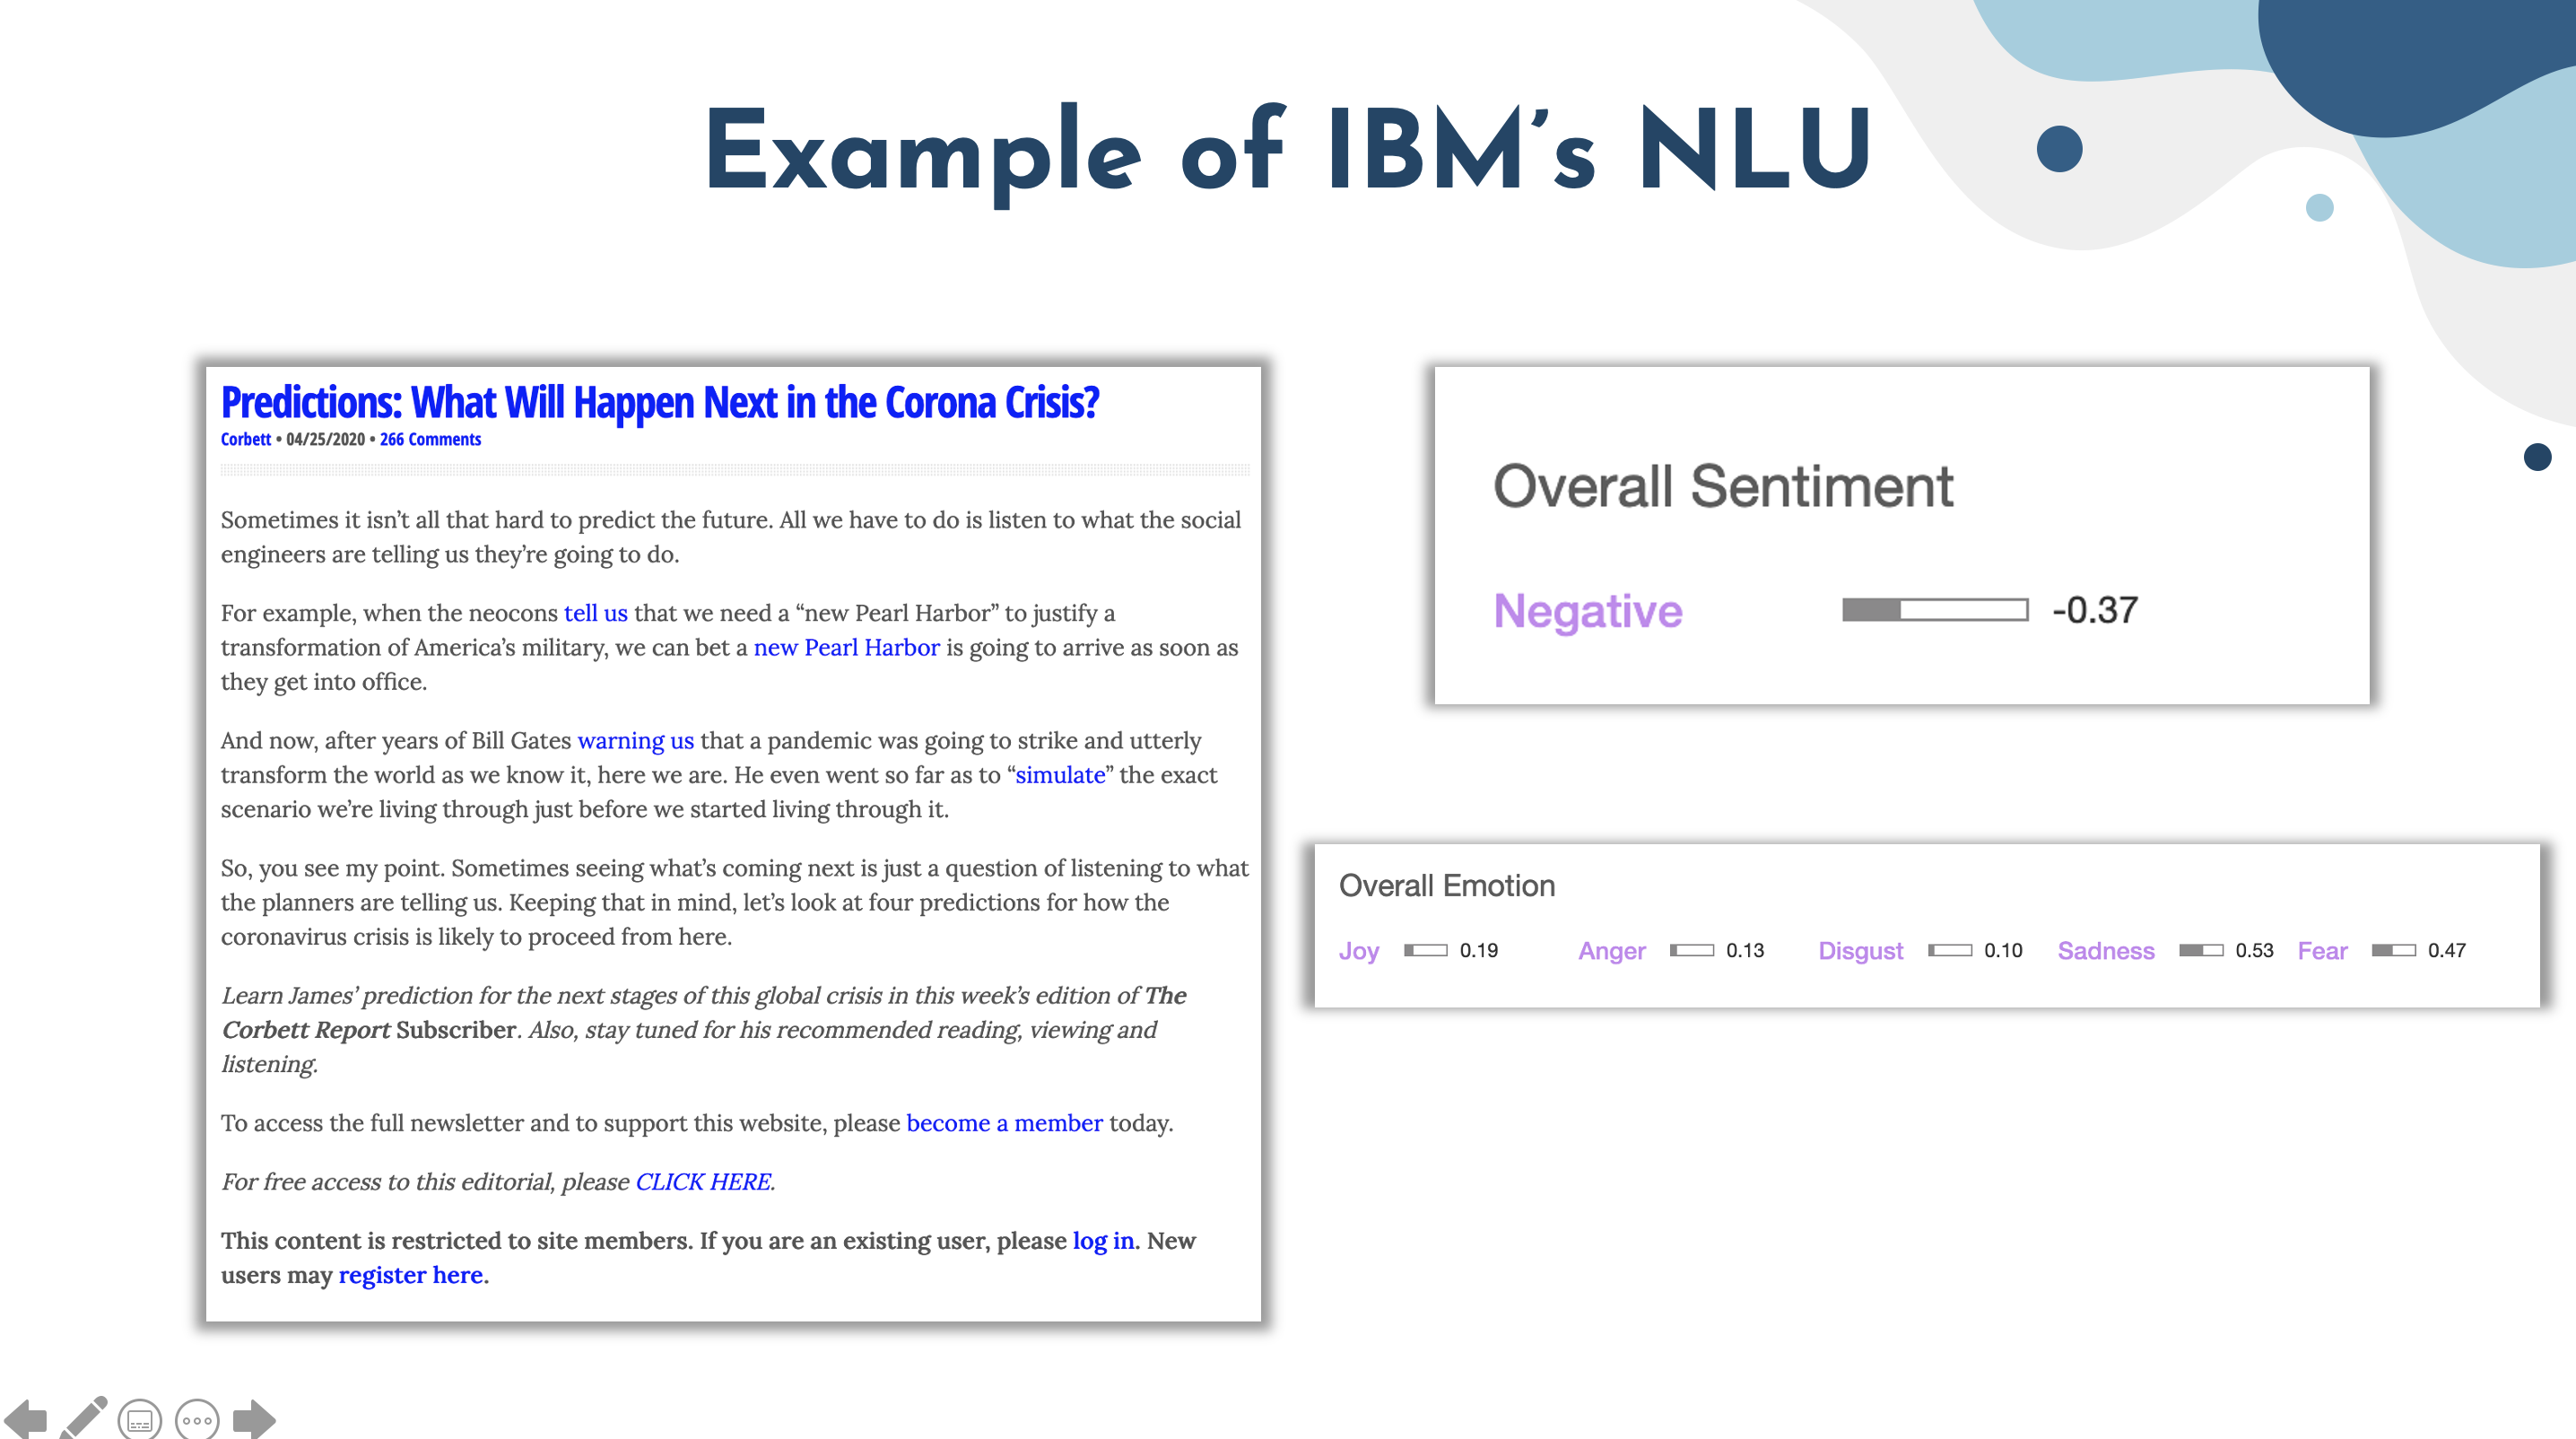 Example of IBM’s NLU
Predictions: What Will Happen Next in the Corona Crisis?
Corbett • 04/25/2020 • 266 Comments
Sometimes it isn’t all that hard to predict the future. All we have to do is listen to what the social
engineers are telling us they’re going to do.
For example, when the neocons tell us that we need a “new Pearl Harbor” to justify a
transformation of America’s military, we can bet a new Pearl Harbor is going to arrive as soon as
they get into office.
And now, after years of Bill Gates warning us that a pandemic was going to strike and utterly
transform the world as we know it, here we are. He even went so far as to “simulate” the exact
scenario we’re living through just before we started living through it.
So, you see my point. Sometimes seeing what’s coming next is just a question of listening to what
the planners are telling us. Keeping that in mind, let’s look at four predictions for how the
coronavirus crisis is likely to proceed from here.
Learn James’ prediction for the next stages of this global crisis in this week’s edition of The
Corbett Report Subscriber. Also, stay tuned for his recommended reading, viewing and
listening.
To access the full newsletter and to support this website, please become a member today.
For free access to this editorial, please CLICK HERE.
This content is restricted to site members. If you are an existing user, please log in. New
users may register here.
Overall Sentiment
Negative -0.37
Overall Emotion
Joy 0.19 Anger 0.13 Disgust 0.10 Sadness 0.53 Fear 0.47